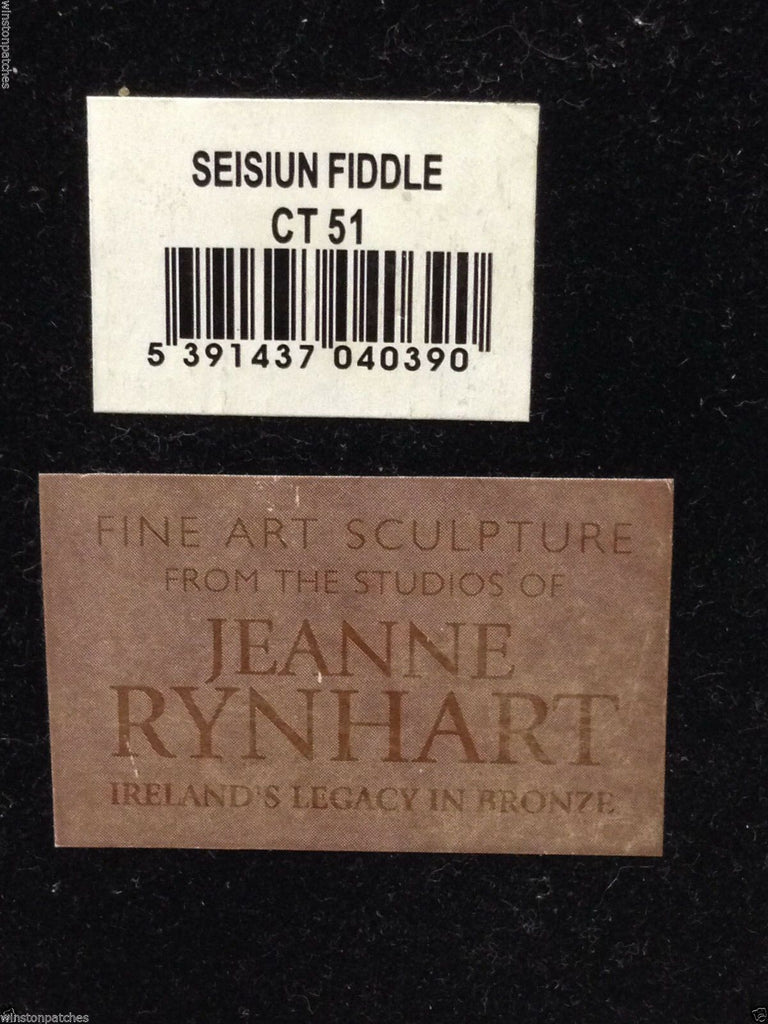 winstonpatches
SEISIUN FIDDLE
CT 51
5 391437 040390
FINE ART SCULPTURE
FROM THE STUDIOS OF
JEANNE
RYNHART
IRELAND'S LEGACY IN BRONZE
winstonpatches